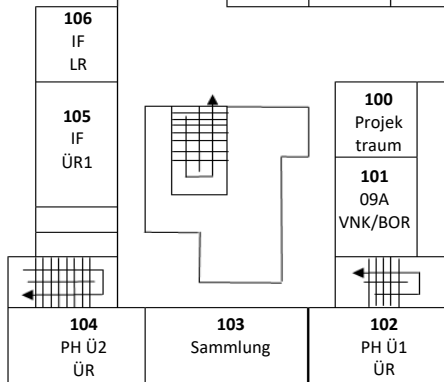 106
IF
LR
105
IF
ÜR1
100
Projek
traum
101
09A
VNK/BOR
104
PH Ü2
ÜR
103
Sammlung
102
PH Ü1
ÜR